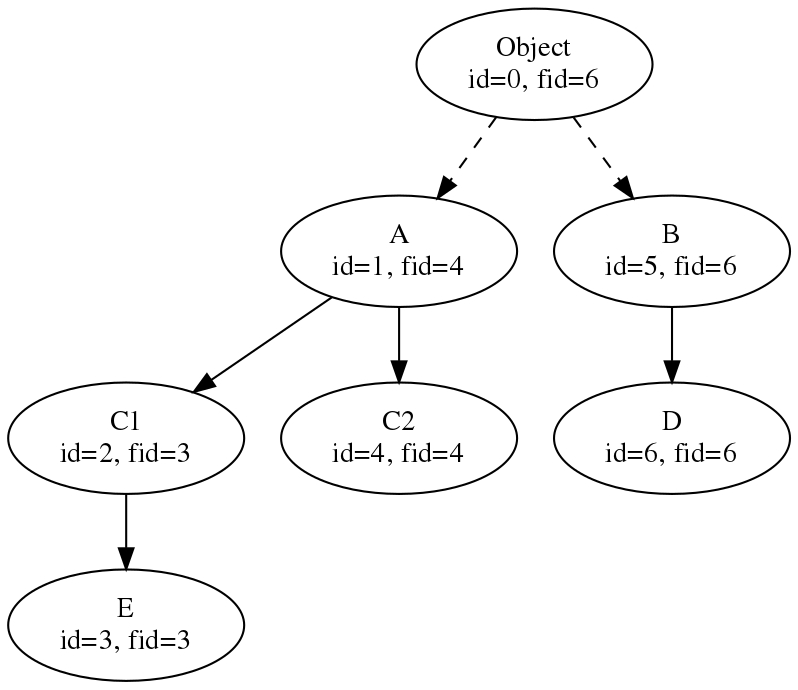 Object
id=0, fid=6
A
id=1, fid=4
B
id=5, fid=6
C1
id=2, fid=3
C2
id=4, fid=4
D
id=6, fid=6
E
id=3, fid=3